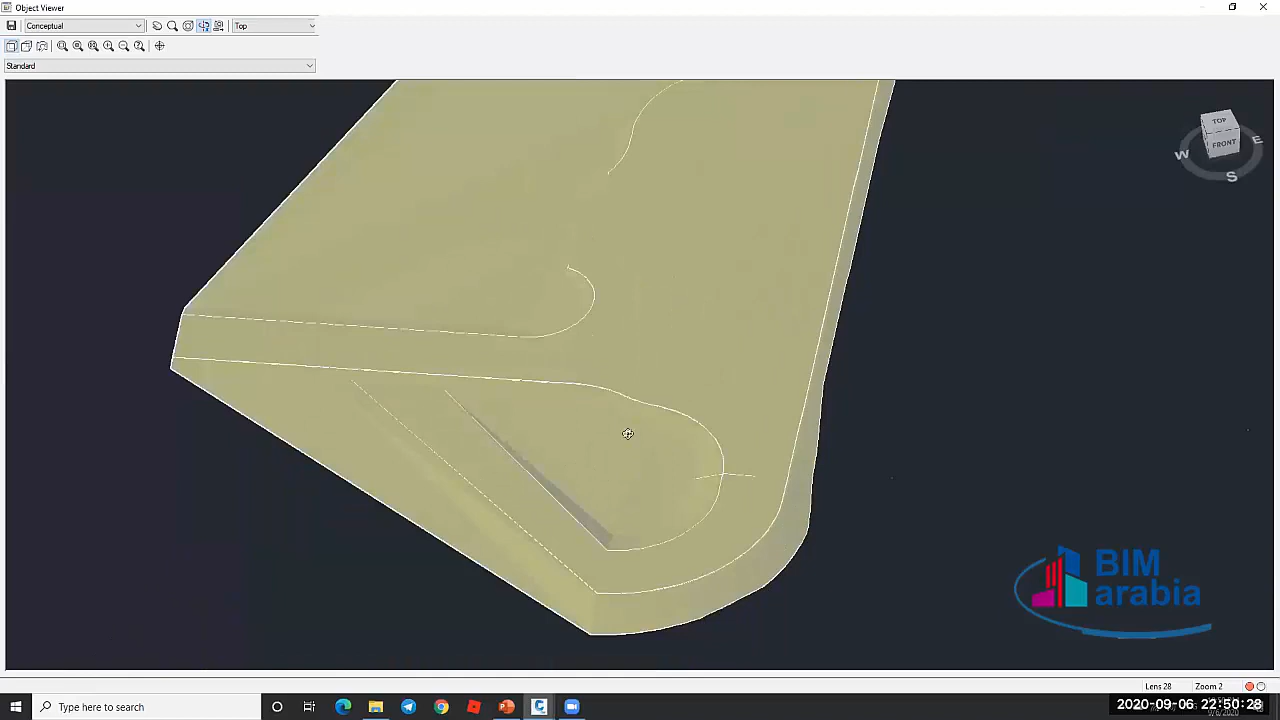 Object Viewer
Conceptual
Top
Standard
TOP
FRONT
W
E
S
BIM
arabia
Lens 28
Zoom 2
Type here to search
2020-09-06 22:50:28